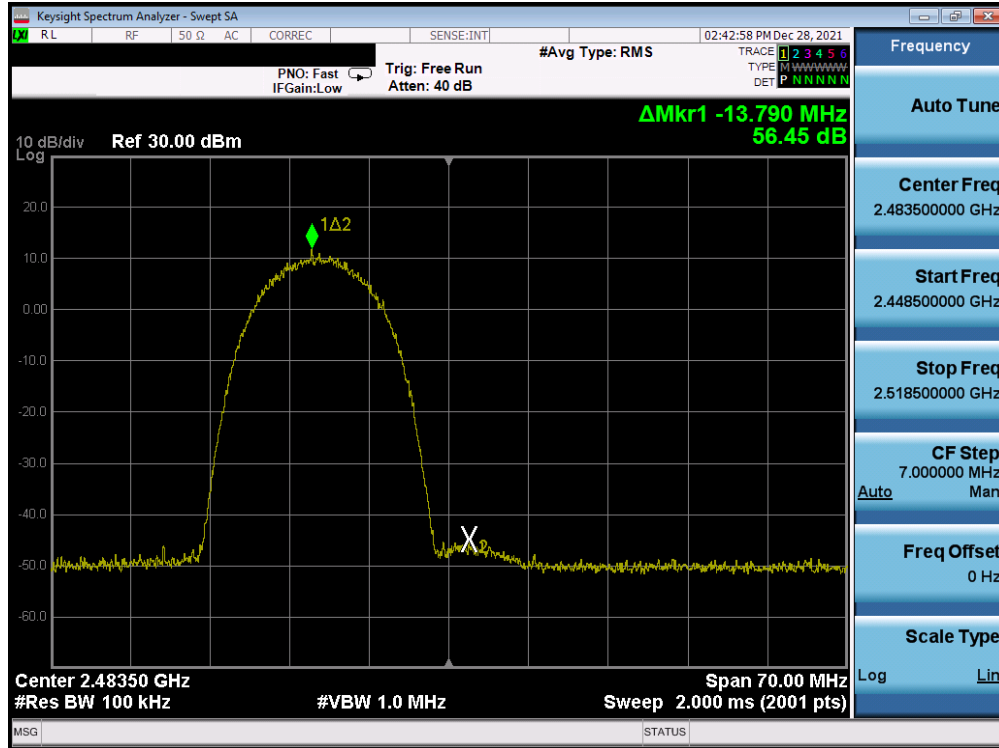 Keysight Spectrum Analyzer - Swept SA
LXI RL RF 50 Ω AC CORREC SENSE:INT 02:42:58 PM Dec 28, 2021
#Avg Type: RMS TRACE 1 2 3 4 5 6
PNO: Fast Trig: Free Run TYPE M WWWWW
IFGain:Low Atten: 40 dB DET P N N N N N
ΔMkr1 -13.790 MHz
56.45 dB
10 dB/div Ref 30.00 dBm
Log
20.0
1Δ2
10.0
0.00
-10.0
-20.0
-30.0
-40.0
X2
-50.0
-60.0
Center 2.48350 GHz Span 70.00 MHz
#Res BW 100 kHz #VBW 1.0 MHz Sweep 2.000 ms (2001 pts)
MSG STATUS
Frequency
Auto Tune
Center Freq
2.483500000 GHz
Start Freq
2.448500000 GHz
Stop Freq
2.518500000 GHz
CF Step
7.000000 MHz
Auto Man
Freq Offset
0 Hz
Scale Type
Log Lin